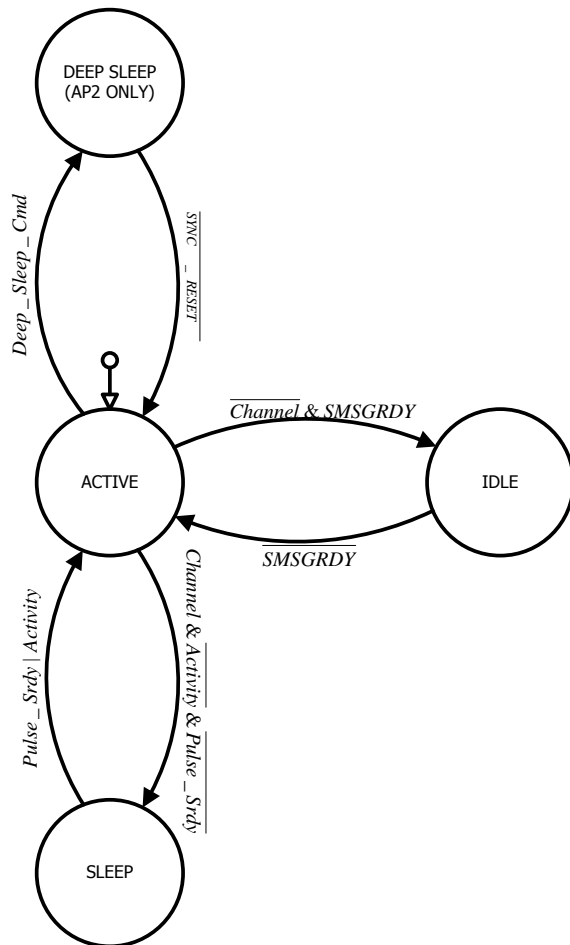 DEEP SLEEP
(AP2 ONLY)
Deep_Sleep_Cmd
SYNC_RESET
Channel & SMSGRDY
ACTIVE
IDLE
SMSGRDY
Pulse_Srdy | Activity
Channel & Activity & Pulse_Srdy
SLEEP